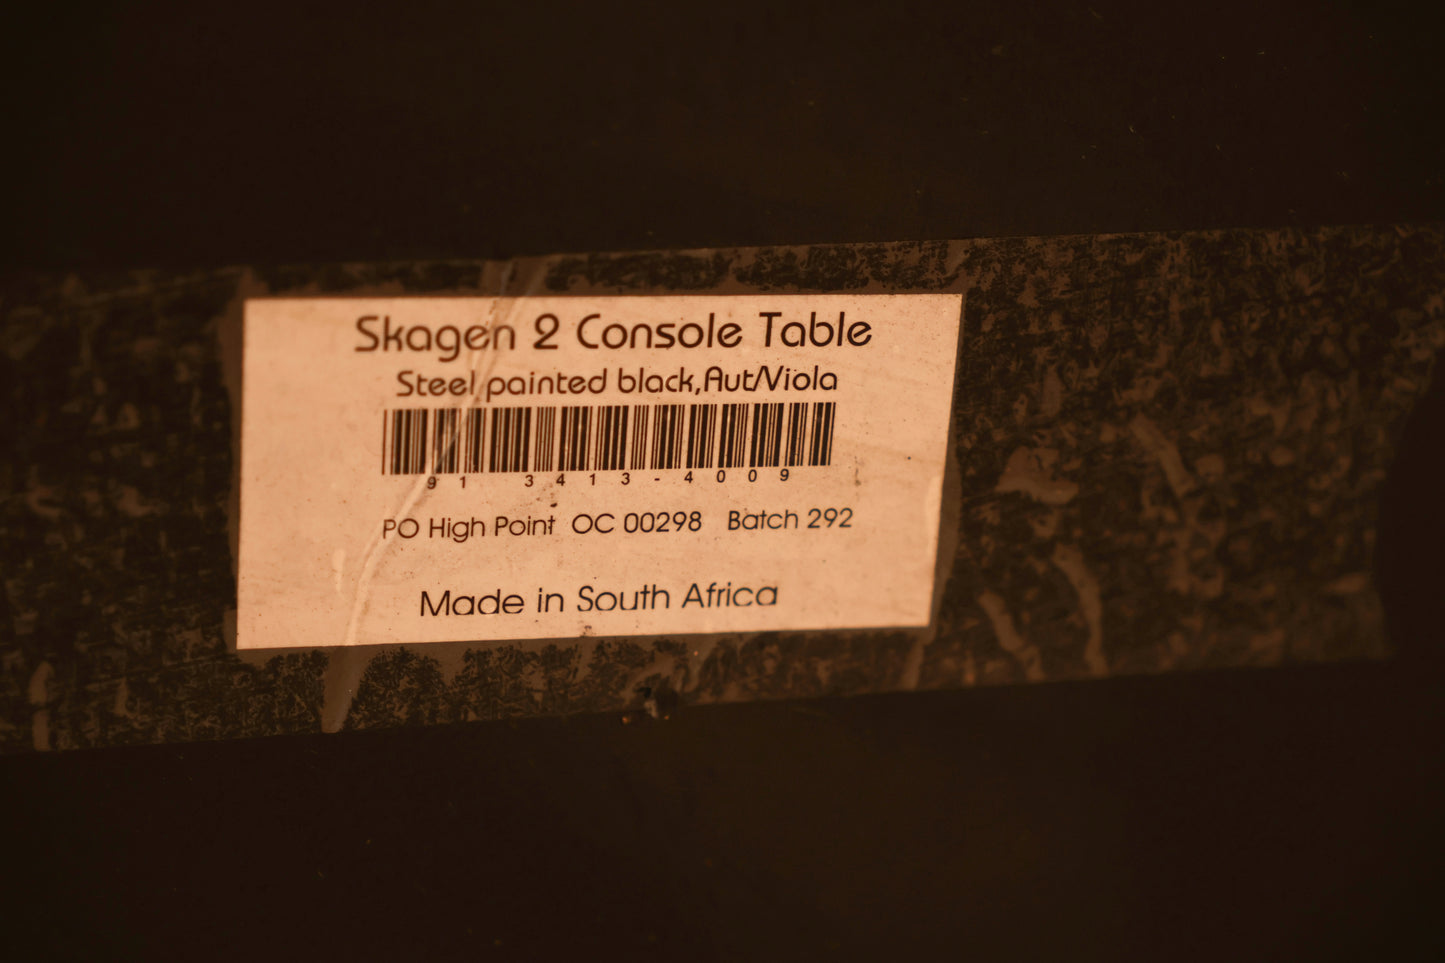 Skagen 2 Console Table
Steel painted black,Aut/Viola
91 3413-4009
PO High Point OC 00298 Batch 292
Made in South Africa